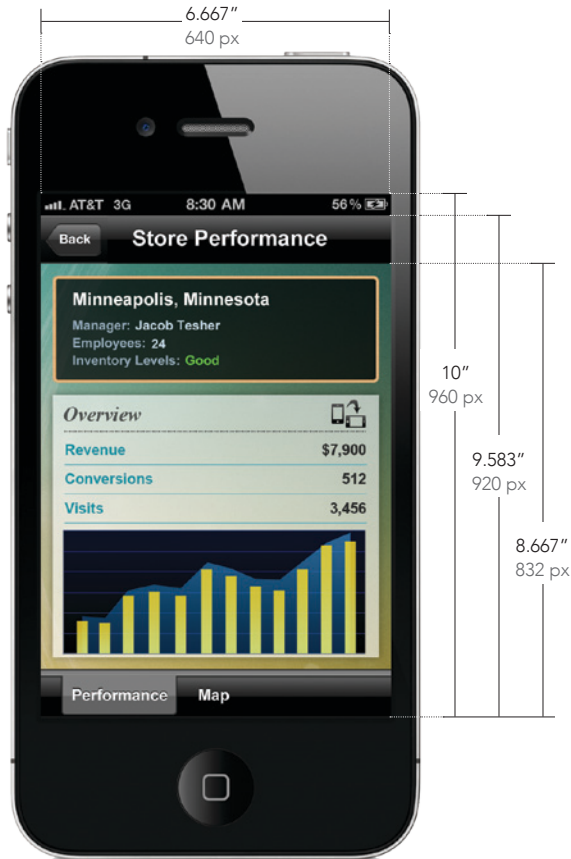 6.667″
640 px
AT&T 3G 8:30 AM 56%
Back Store Performance
Minneapolis, Minnesota
Manager: Jacob Tesher
Employees: 24
Inventory Levels: Good
Overview
Revenue $7,900
Conversions 512
Visits 3,456
Performance Map
10″
960 px
9.583″
920 px
8.667″
832 px